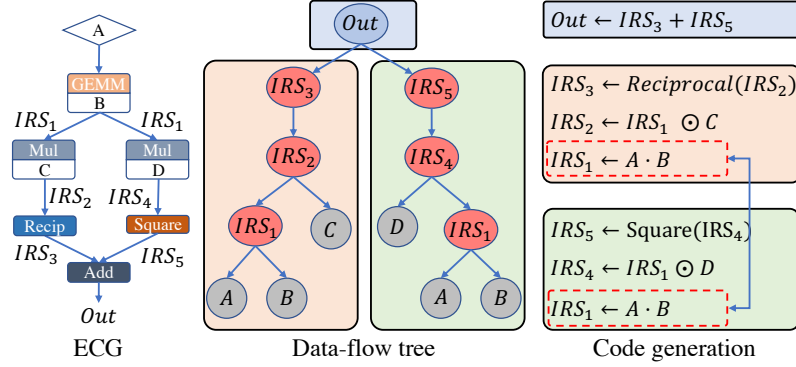 A
GEMM
B
IRS₁ IRS₁
Mul Mul
C D
IRS₂ IRS₄
Recip Square
IRS₃ IRS₅
Add
Out
ECG
Out
IRS₃ IRS₅
IRS₂ IRS₄
IRS₁ C D IRS₁
A B A B
Data-flow tree
Out ← IRS₃ + IRS₅
IRS₃ ← Reciprocal(IRS₂)
IRS₂ ← IRS₁ ⊙ C
IRS₁ ← A · B
IRS₅ ← Square(IRS₄)
IRS₄ ← IRS₁ ⊙ D
IRS₁ ← A · B
Code generation